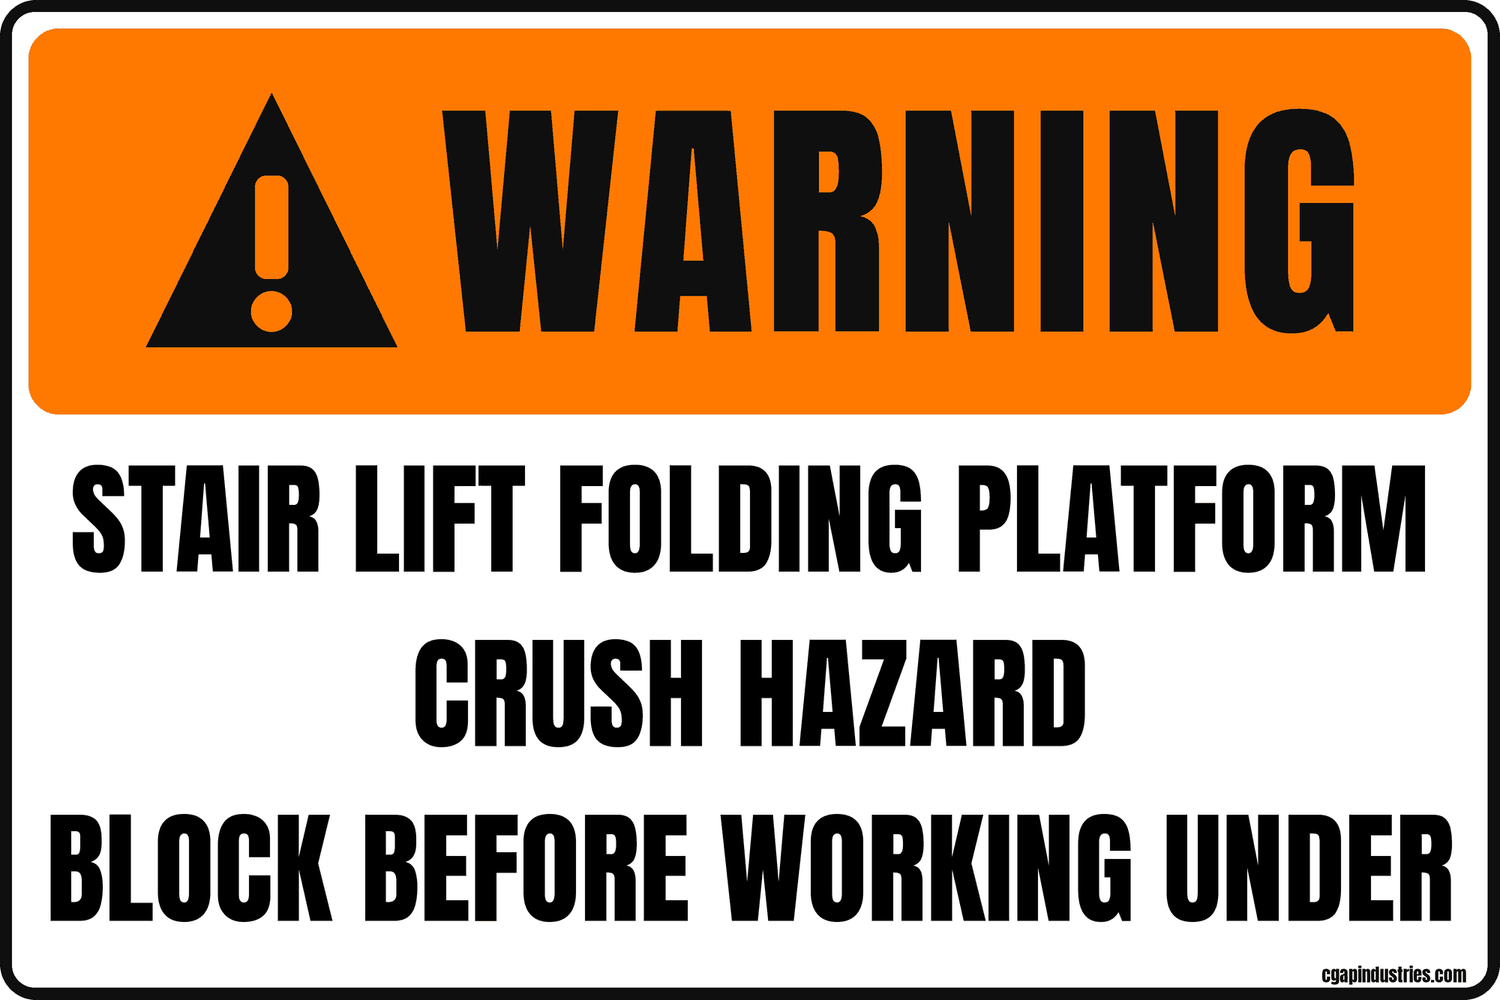 WARNING
STAIR LIFT FOLDING PLATFORM
CRUSH HAZARD
BLOCK BEFORE WORKING UNDER
cgapindustries.com